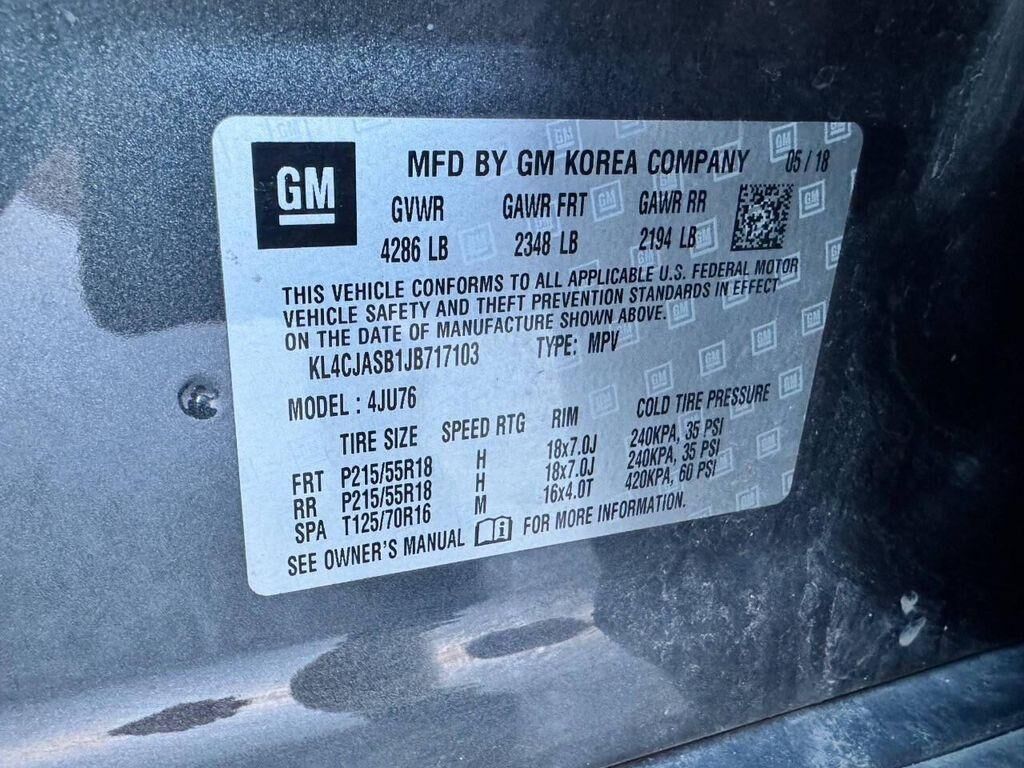 GM
MFD BY GM KOREA COMPANY 05/18
GVWR GAWR FRT GAWR RR
4286 LB 2348 LB 2194 LB
THIS VEHICLE CONFORMS TO ALL APPLICABLE U.S. FEDERAL MOTOR
VEHICLE SAFETY AND THEFT PREVENTION STANDARDS IN EFFECT
ON THE DATE OF MANUFACTURE SHOWN ABOVE.
KL4CJASB1JB717103 TYPE: MPV
MODEL : 4JU76
TIRE SIZE SPEED RTG RIM COLD TIRE PRESSURE
FRT P215/55R18 H 18x7.0J 240KPA, 35 PSI
RR P215/55R18 H 18x7.0J 240KPA, 35 PSI
SPA T125/70R16 M 16x4.0T 420KPA, 60 PSI
SEE OWNER'S MANUAL FOR MORE INFORMATION.